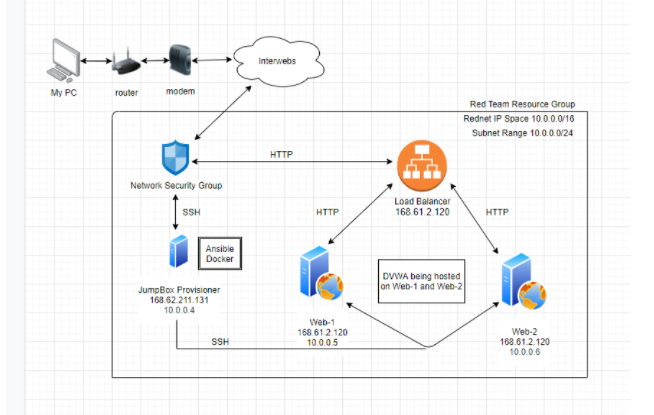 Interwebs
My PC
router
modem
Red Team Resource Group
Rednet IP Space 10.0.0.0/16
Subnet Range 10.0.0.0/24
HTTP
Network Security Group
Load Balancer
168.61.2.120
SSH
HTTP
HTTP
Ansible
Docker
DVWA being hosted
on Web-1 and Web-2
JumpBox Provisioner
168.62.211.131
10.0.0.4
Web-1
168.61.2.120
10.0.0.5
Web-2
168.61.2.120
10.0.0.6
SSH